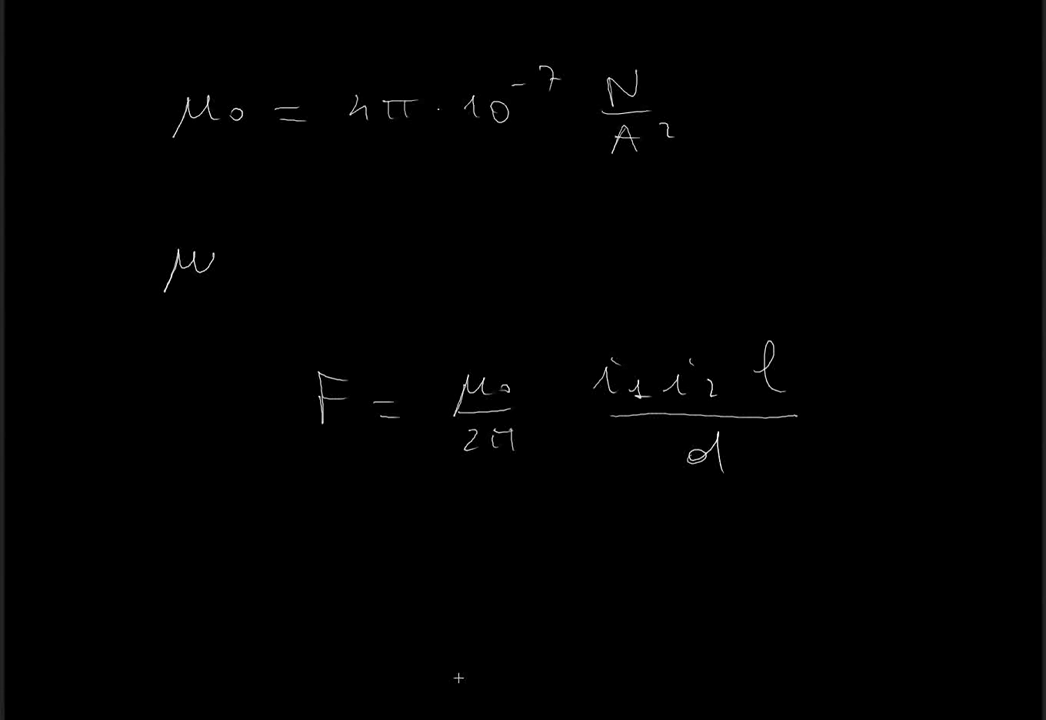 μ₀ = 4π · 10⁻⁷ N/A²
μ
F = μ₀/2π i₁ i₂ l/d